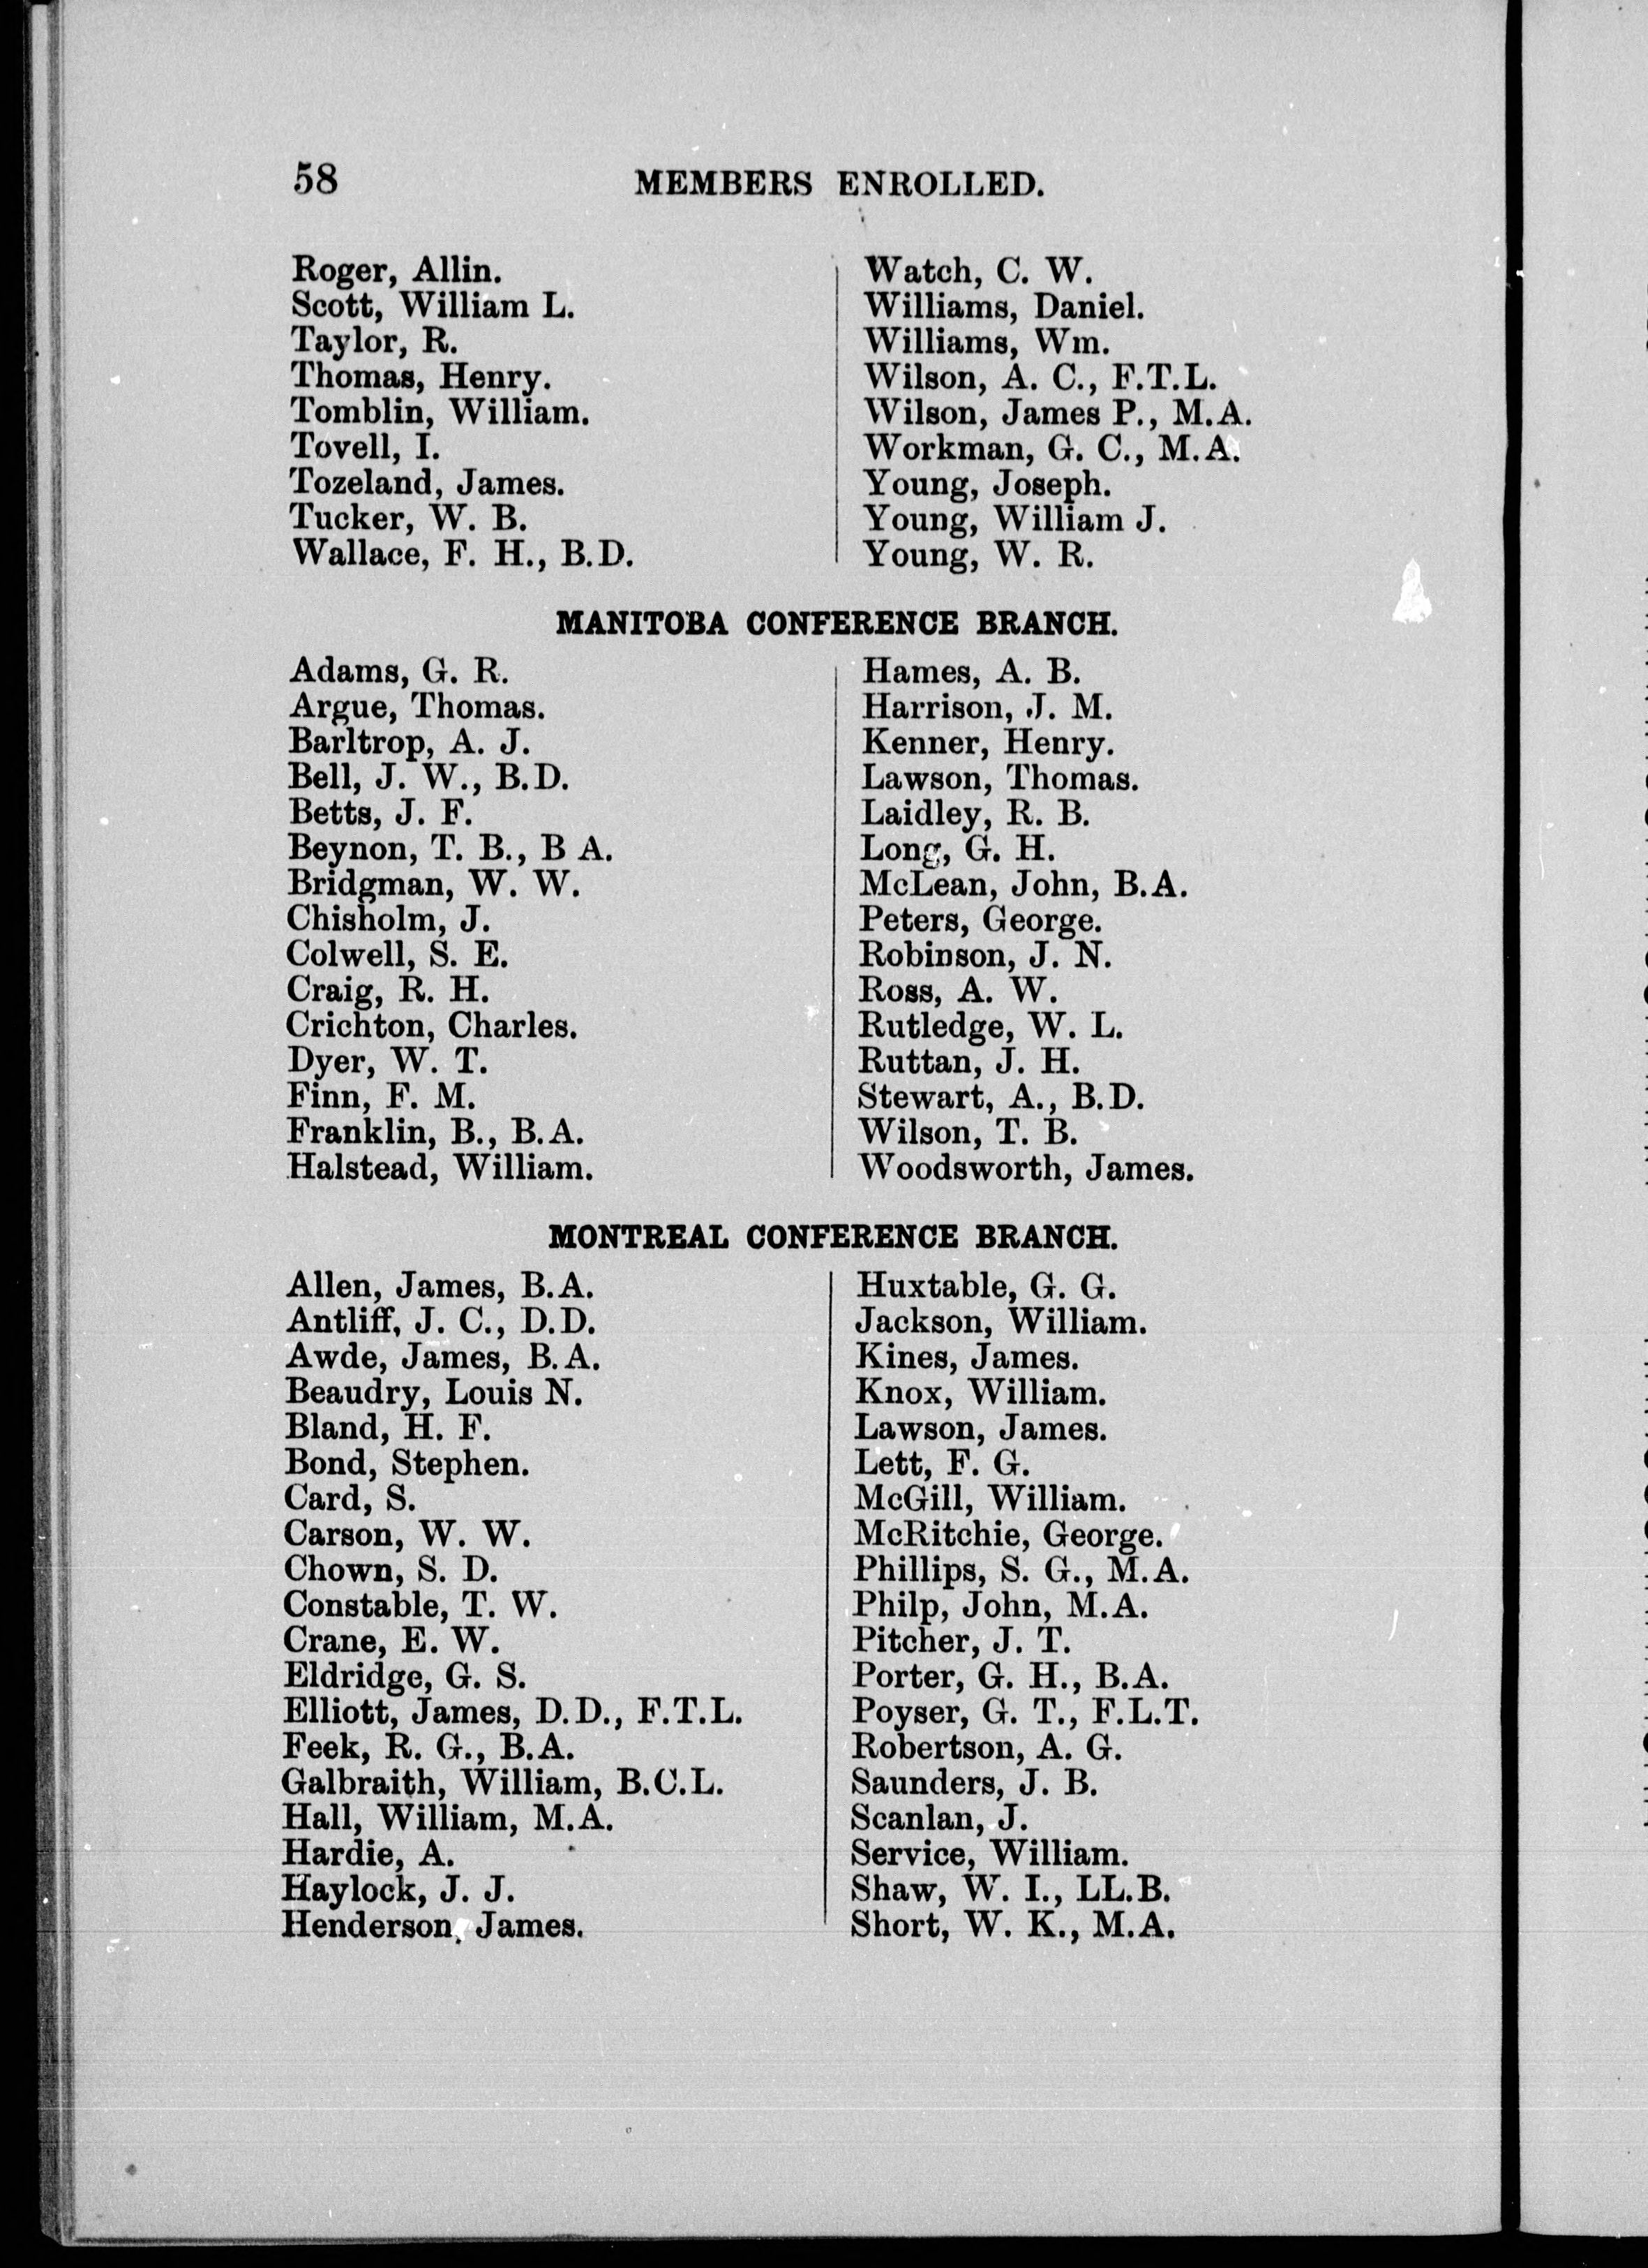 58 MEMBERS ENROLLED.
Roger, Allin.
Scott, William L.
Taylor, R.
Thomas, Henry.
Tomblin, William.
Tovell, I.
Tozeland, James.
Tucker, W. B.
Wallace, F. H., B.D.
Watch, C. W.
Williams, Daniel.
Williams, Wm.
Wilson, A. C., F.T.L.
Wilson, James P., M.A.
Workman, G. C., M.A.
Young, Joseph.
Young, William J.
Young, W. R.
MANITOBA CONFERENCE BRANCH.
Adams, G. R.
Argue, Thomas.
Barltrop, A. J.
Bell, J. W., B.D.
Betts, J. F.
Beynon, T. B., B A.
Bridgman, W. W.
Chisholm, J.
Colwell, S. E.
Craig, R. H.
Crichton, Charles.
Dyer, W. T.
Finn, F. M.
Franklin, B., B.A.
Halstead, William.
Hames, A. B.
Harrison, J. M.
Kenner, Henry.
Lawson, Thomas.
Laidley, R. B.
Long, G. H.
McLean, John, B.A.
Peters, George.
Robinson, J. N.
Ross, A. W.
Rutledge, W. L.
Ruttan, J. H.
Stewart, A., B.D.
Wilson, T. B.
Woodsworth, James.
MONTREAL CONFERENCE BRANCH.
Allen, James, B.A.
Antliff, J. C., D.D.
Awde, James, B.A.
Beaudry, Louis N.
Bland, H. F.
Bond, Stephen.
Card, S.
Carson, W. W.
Chown, S. D.
Constable, T. W.
Crane, E. W.
Eldridge, G. S.
Elliott, James, D.D., F.T.L.
Feek, R. G., B.A.
Galbraith, William, B.C.L.
Hall, William, M.A.
Hardie, A.
Haylock, J. J.
Henderson, James.
Huxtable, G. G.
Jackson, William.
Kines, James.
Knox, William.
Lawson, James.
Lett, F. G.
McGill, William.
McRitchie, George.
Phillips, S. G., M.A.
Philp, John, M.A.
Pitcher, J. T.
Porter, G. H., B.A.
Poyser, G. T., F.L.T.
Robertson, A. G.
Saunders, J. B.
Scanlan, J.
Service, William.
Shaw, W. I., LL.B.
Short, W. K., M.A.